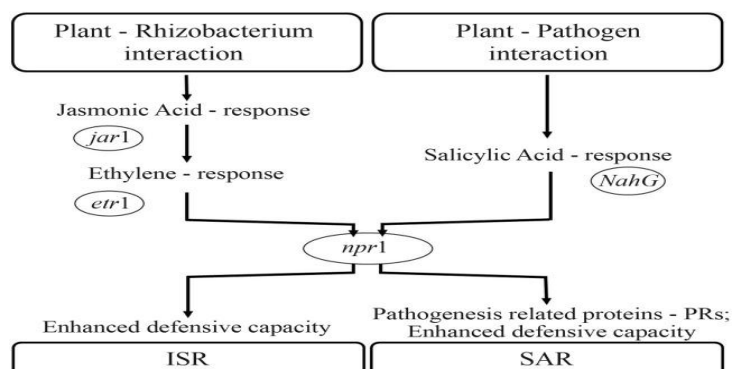 Plant - Rhizobacterium
interaction
Plant - Pathogen
interaction
Jasmonic Acid - response
jar1
Ethylene - response
etr1
Salicylic Acid - response
NahG
npr1
Enhanced defensive capacity
Pathogenesis related proteins - PRs;
Enhanced defensive capacity
ISR
SAR